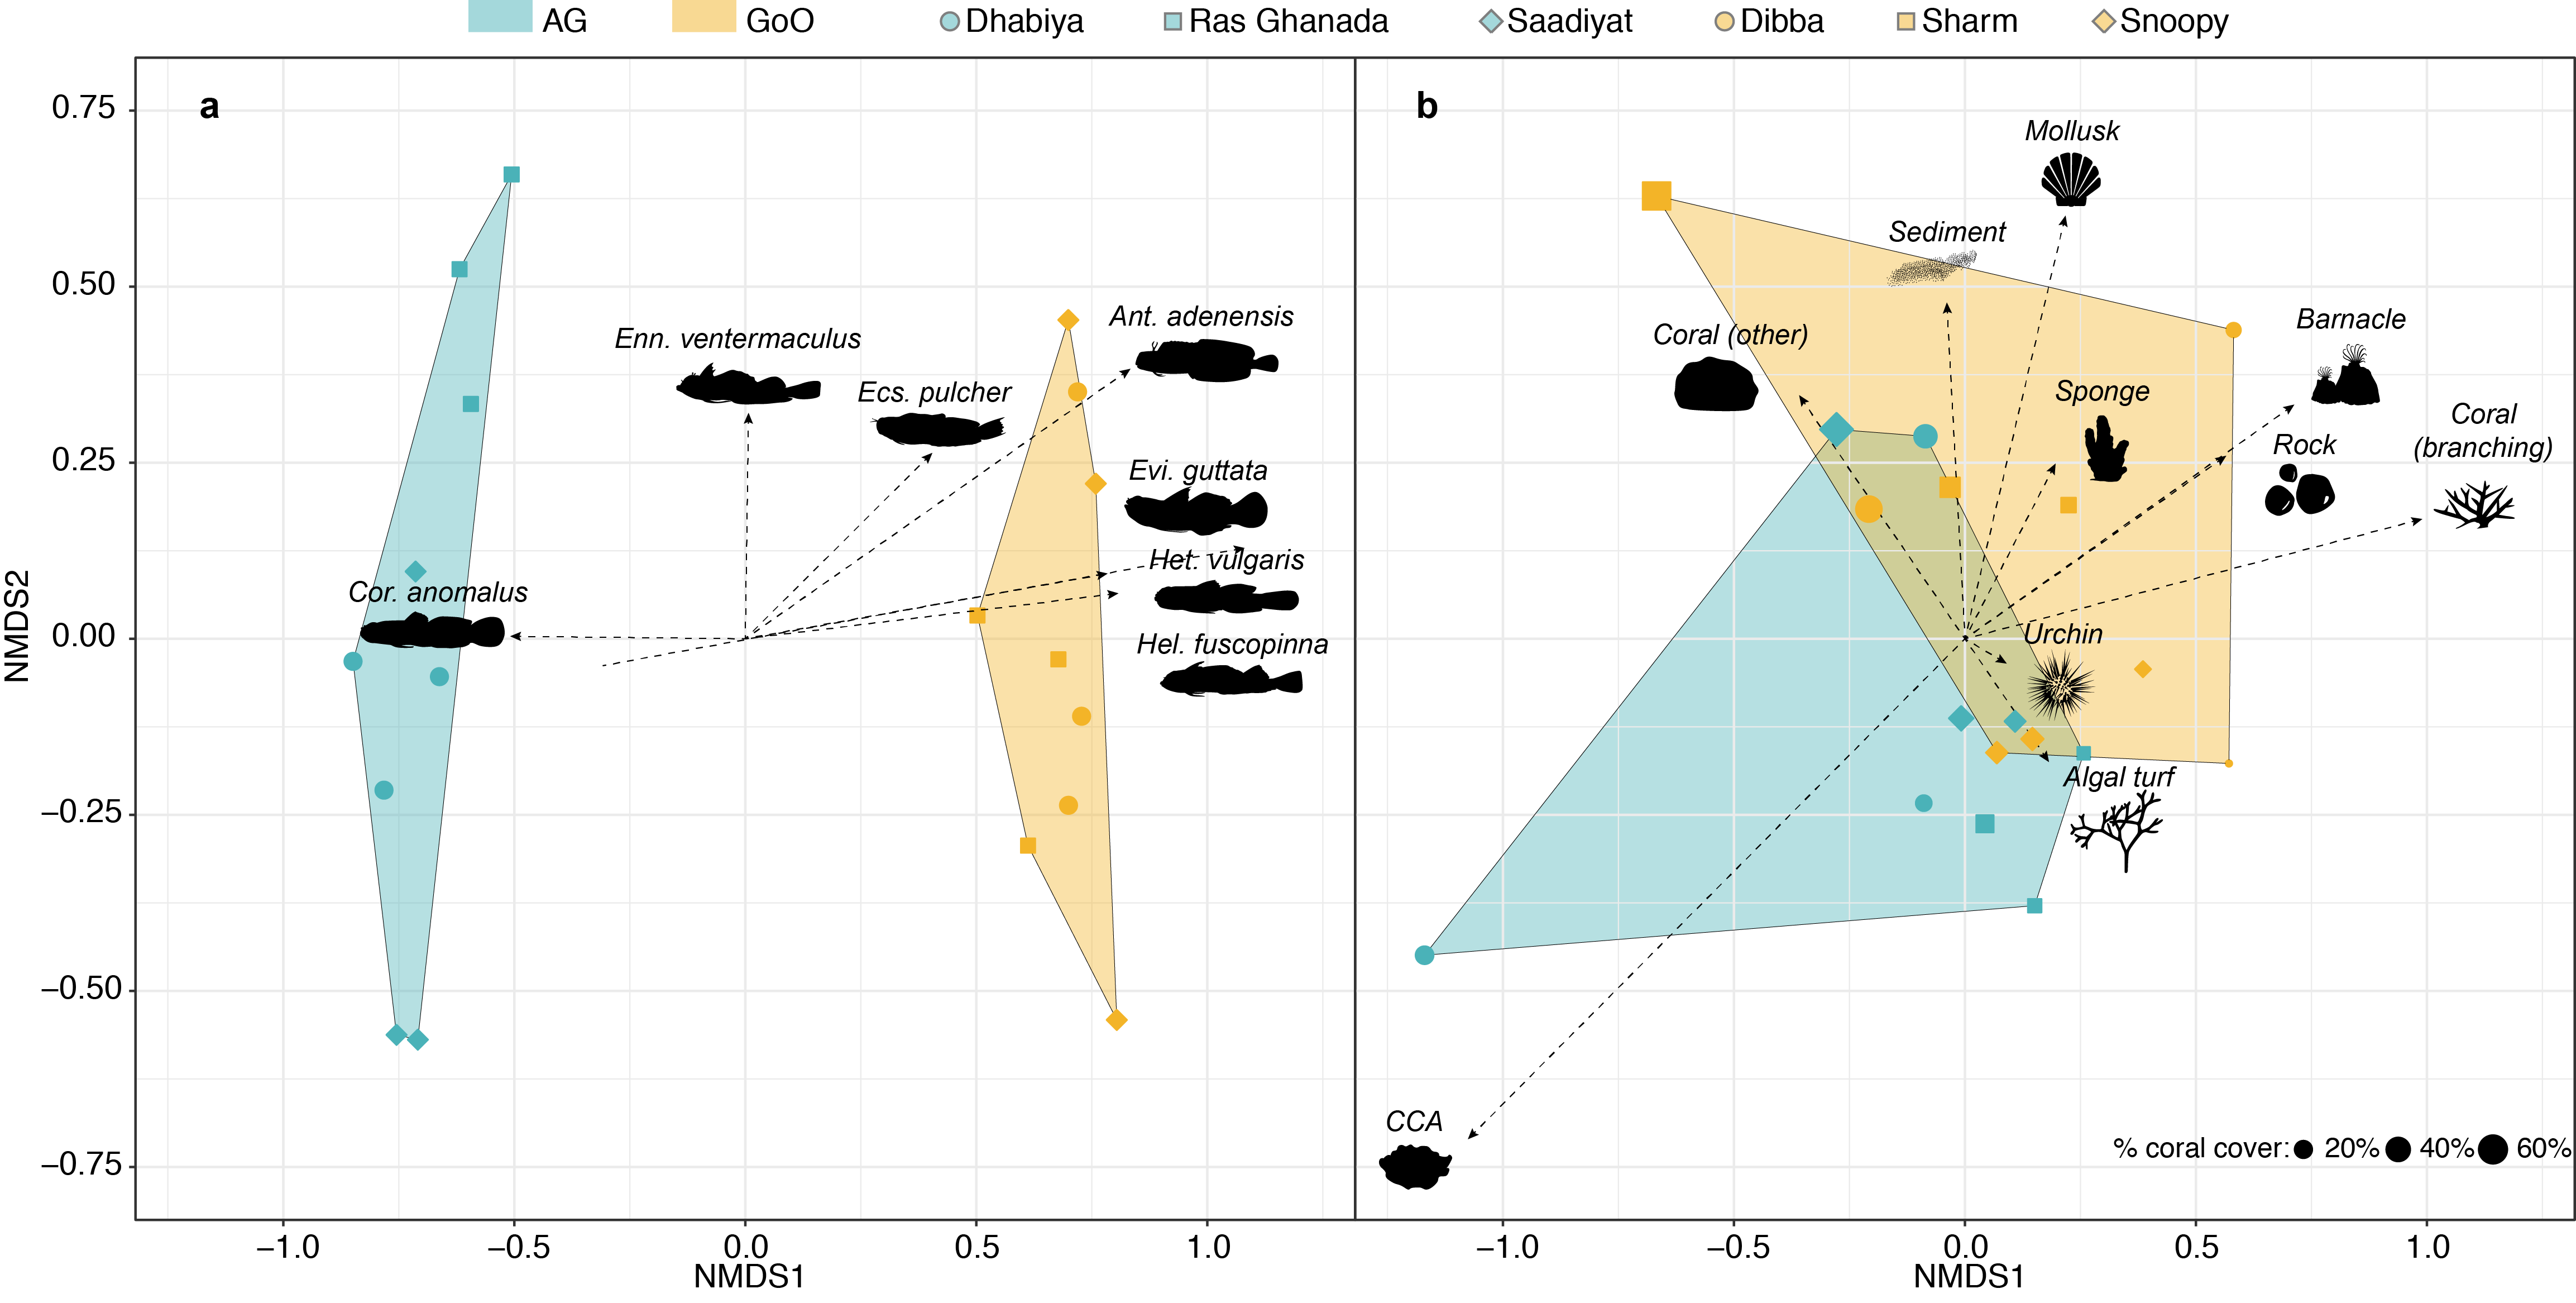 AG GoO Dhabiya Ras Ghanada Saadiyat Dibba Sharm Snoopy
a
b
NMDS2
0.75
0.50
0.25
0.00
−0.25
−0.50
−0.75
Enn. ventermaculus
Ecs. pulcher
Ant. adenensis
Evi. guttata
Het. vulgaris
Hel. fuscopinna
Cor. anomalus
−1.0 −0.5 0.0 0.5 1.0
NMDS1
Mollusk
Sediment
Coral (other)
Barnacle
Sponge
Rock
Coral
(branching)
Urchin
Algal turf
CCA
% coral cover: 20% 40% 60%
−1.0 −0.5 0.0 0.5 1.0
NMDS1